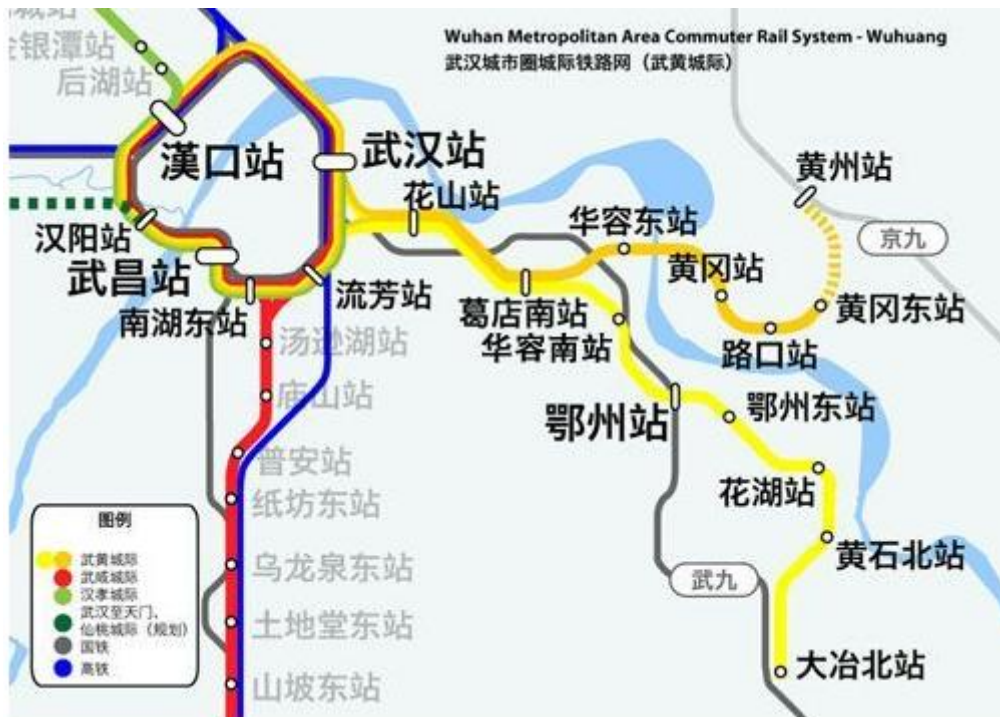 Wuhan Metropolitan Area Commuter Rail System - Wuhuang
武汉城市圈城际铁路网（武黄城际）
金银潭站
后湖站
漢口站
武汉站
花山站
黄州站
汉阳站
武昌站
华容东站
京九
黄冈站
南湖东站
流芳站
葛店南站
黄冈东站
汤逊湖站
华容南站
路口站
庙山站
鄂州站
鄂州东站
普安站
花湖站
纸坊东站
黄石北站
乌龙泉东站
武九
土地堂东站
大冶北站
山坡东站
图例
武黄城际
武咸城际
汉孝城际
武汉至天门、
仙桃城际（规划）
国铁
高铁